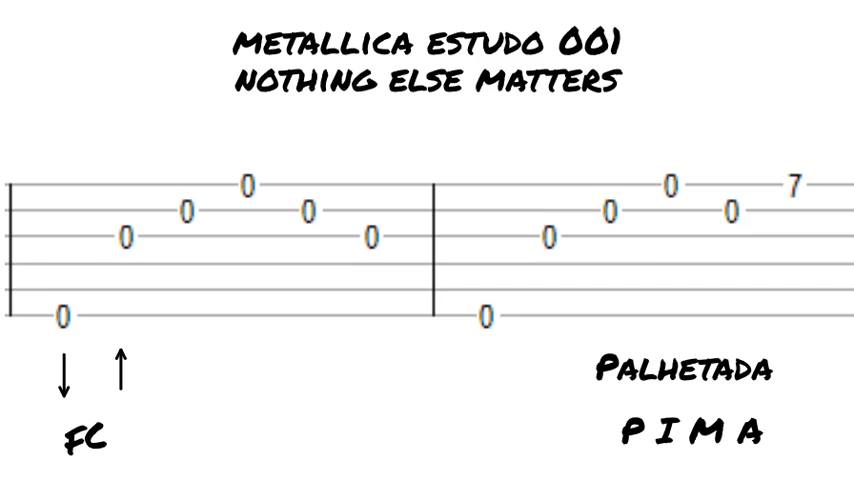 METALLICA ESTUDO 001
NOTHING ELSE MATTERS
0 0 7
0 0 0 0
0 0 0
0 0
↓ ↑
PALHETADA
FC
P I M A